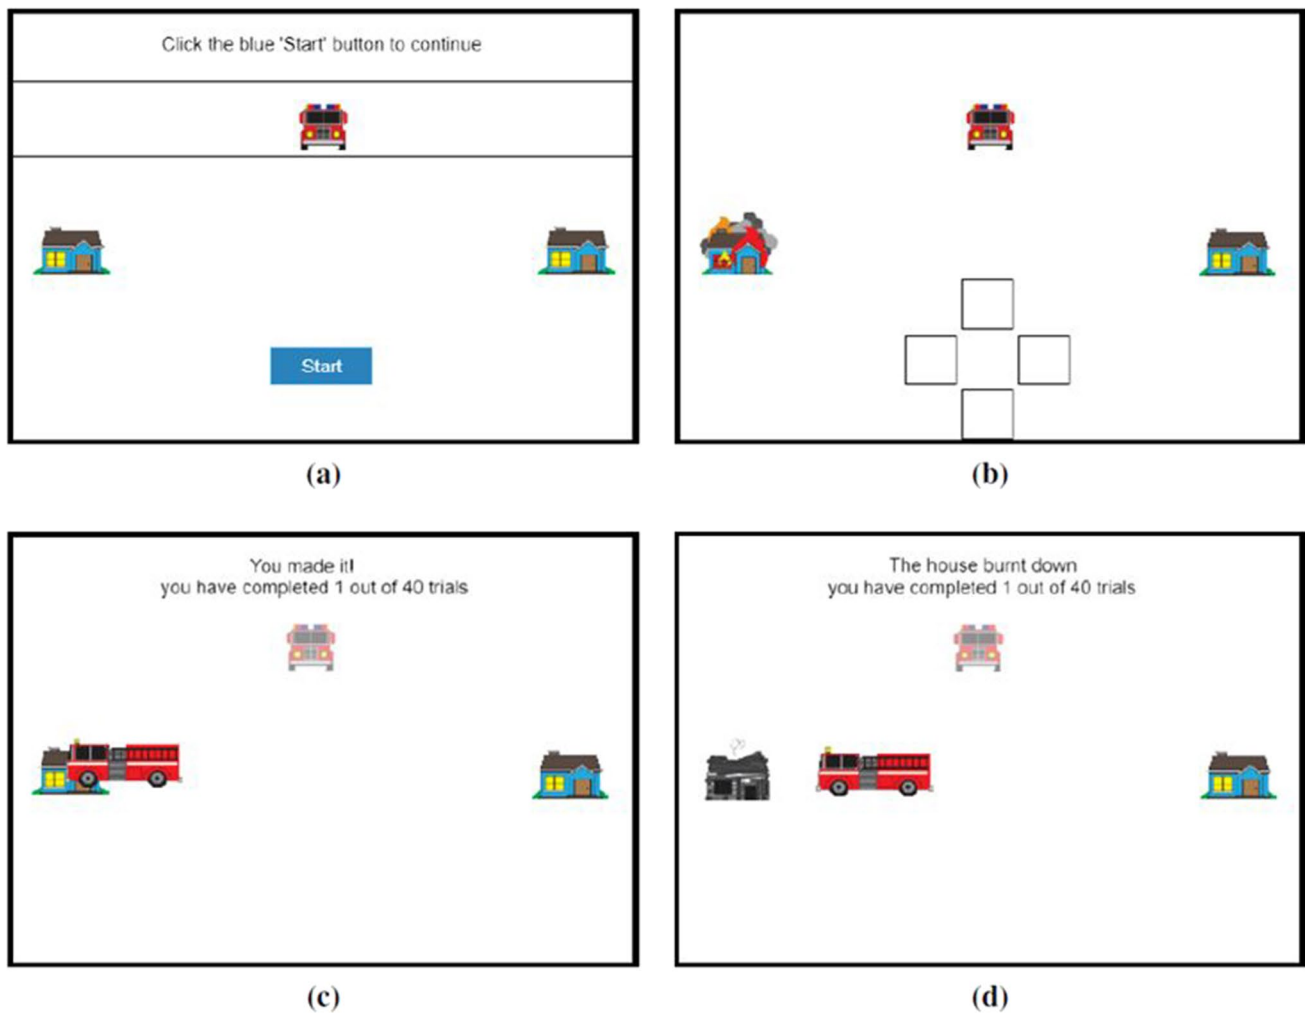 Click the blue 'Start' button to continue
Start
(a)
(b)
You made it!
you have completed 1 out of 40 trials
(c)
The house burnt down
you have completed 1 out of 40 trials
(d)